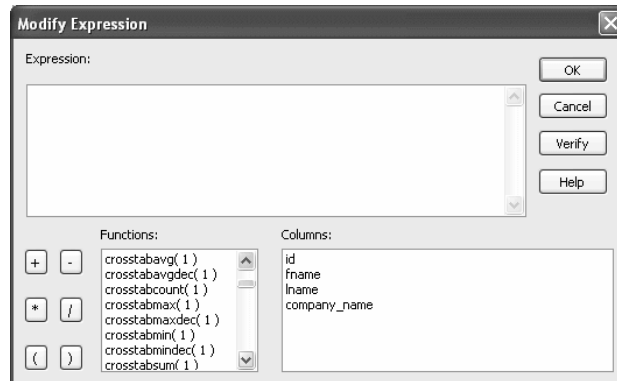 Modify Expression
Expression:
OK
Cancel
Verify
Help
Functions:
Columns:
+ -
* /
( )
crosstabavg( 1 )
crosstabavgdec( 1 )
crosstabcount( 1 )
crosstabmax( 1 )
crosstabmaxdec( 1 )
crosstabmin( 1 )
crosstabmindec( 1 )
crosstabsum( 1 )
id
fname
lname
company_name